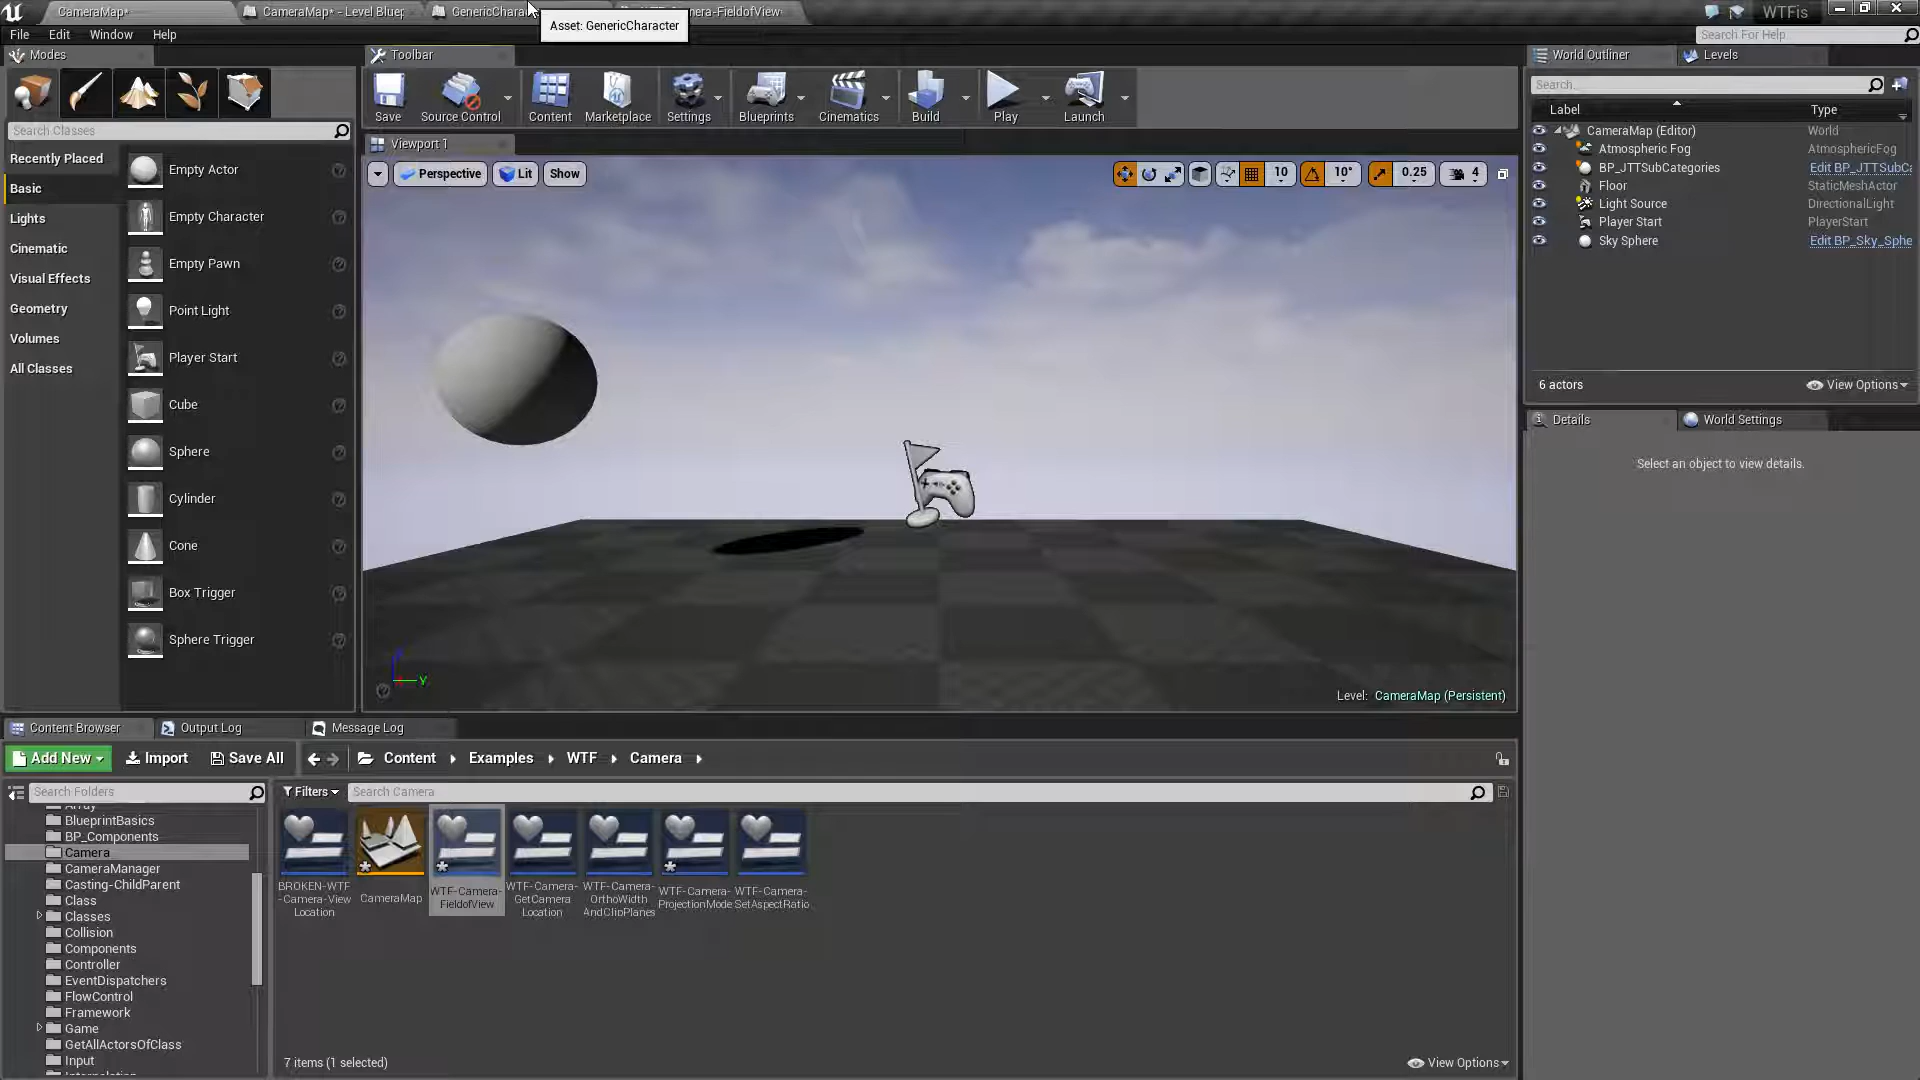 CameraMap*
CameraMap* - Level Bluep
GenericChara
mera-FieldofView
WTFis
Asset: GenericCharacter
File
Edit
Window
Help
Search For Help
Modes
Toolbar
World Outliner
Levels
Save
Source Control
Content
Marketplace
Settings
Blueprints
Cinematics
Build
Play
Launch
Search...
Label
Type
Search Classes
Viewport 1
Perspective
Lit
Show
10
10°
0.25
4
Recently Placed
Basic
Lights
Cinematic
Visual Effects
Geometry
Volumes
All Classes
Empty Actor
Empty Character
Empty Pawn
Point Light
Player Start
Cube
Sphere
Cylinder
Cone
Box Trigger
Sphere Trigger
CameraMap (Editor) World
Atmospheric Fog AtmosphericFog
BP_JTTSubCategories Edit BP_JTTSubCa
Floor StaticMeshActor
Light Source DirectionalLight
Player Start PlayerStart
Sky Sphere Edit BP_Sky_Sphe
6 actors
View Options
Details
World Settings
Select an object to view details.
Y
Level: CameraMap (Persistent)
Content Browser
Output Log
Message Log
Add New
Import
Save All
Content
Examples
WTF
Camera
Search Folders
Filters
Search Camera
Array
BlueprintBasics
BP_Components
Camera
CameraManager
Casting-ChildParent
Class
Classes
Collision
Components
Controller
EventDispatchers
FlowControl
Framework
Game
GetAllActorsOfClass
Input
BROKEN-WTF
-Camera-View
Location
CameraMap
WTF-Camera-
FieldofView
WTF-Camera-
GetCamera
Location
WTF-Camera-
OrthoWidth
AndClipPlanes
WTF-Camera-
ProjectionMode
WTF-Camera-
SetAspectRatio
7 items (1 selected)
View Options